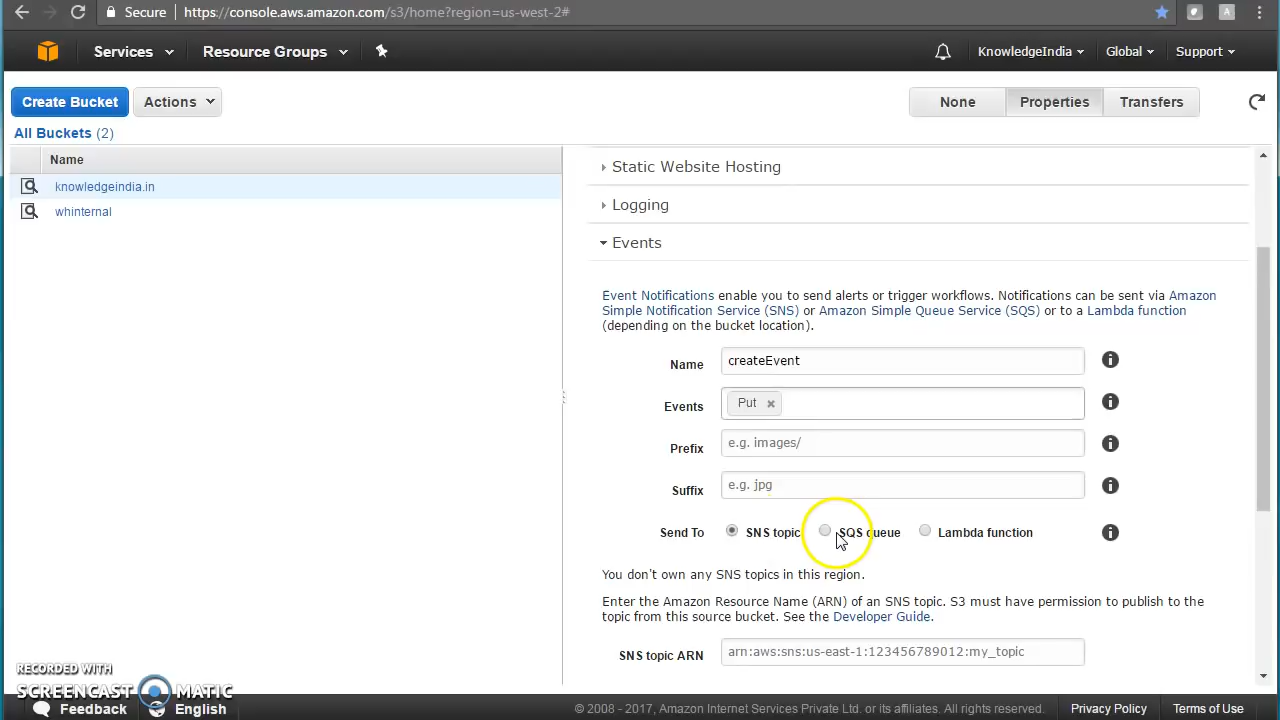 Secure https://console.aws.amazon.com/s3/home?region=us-west-2#
Services Resource Groups KnowledgeIndia Global Support
Create Bucket Actions None Properties Transfers
All Buckets (2)
Name
knowledgeindia.in
whinternal
Static Website Hosting
Logging
Events
Event Notifications enable you to send alerts or trigger workflows. Notifications can be sent via Amazon
Simple Notification Service (SNS) or Amazon Simple Queue Service (SQS) or to a Lambda function
(depending on the bucket location).
Name createEvent
Events Put
Prefix e.g. images/
Suffix e.g. jpg
Send To SNS topic SQS queue Lambda function
You don't own any SNS topics in this region.
Enter the Amazon Resource Name (ARN) of an SNS topic. S3 must have permission to publish to the
topic from this source bucket. See the Developer Guide.
SNS topic ARN arn:aws:sns:us-east-1:123456789012:my_topic
RECORDED WITH
SCREENCAST MATIC
Feedback English © 2008 - 2017, Amazon Internet Services Private Ltd. or its affiliates. All rights reserved. Privacy Policy Terms of Use